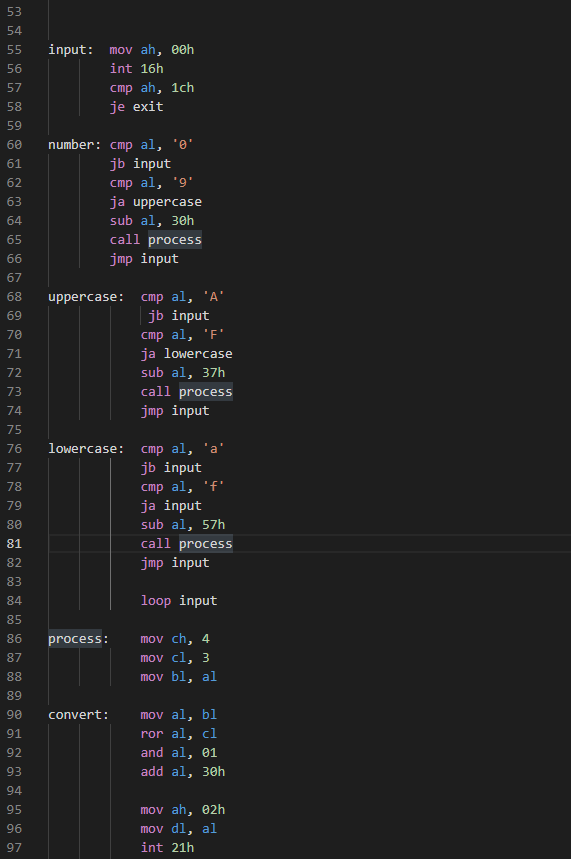 53
54
55 input: mov ah, 00h
56 int 16h
57 cmp ah, 1ch
58 je exit
59
60 number: cmp al, '0'
61 jb input
62 cmp al, '9'
63 ja uppercase
64 sub al, 30h
65 call process
66 jmp input
67
68 uppercase: cmp al, 'A'
69 jb input
70 cmp al, 'F'
71 ja lowercase
72 sub al, 37h
73 call process
74 jmp input
75
76 lowercase: cmp al, 'a'
77 jb input
78 cmp al, 'f'
79 ja input
80 sub al, 57h
81 call process
82 jmp input
83
84 loop input
85
86 process: mov ch, 4
87 mov cl, 3
88 mov bl, al
89
90 convert: mov al, bl
91 ror al, cl
92 and al, 01
93 add al, 30h
94
95 mov ah, 02h
96 mov dl, al
97 int 21h